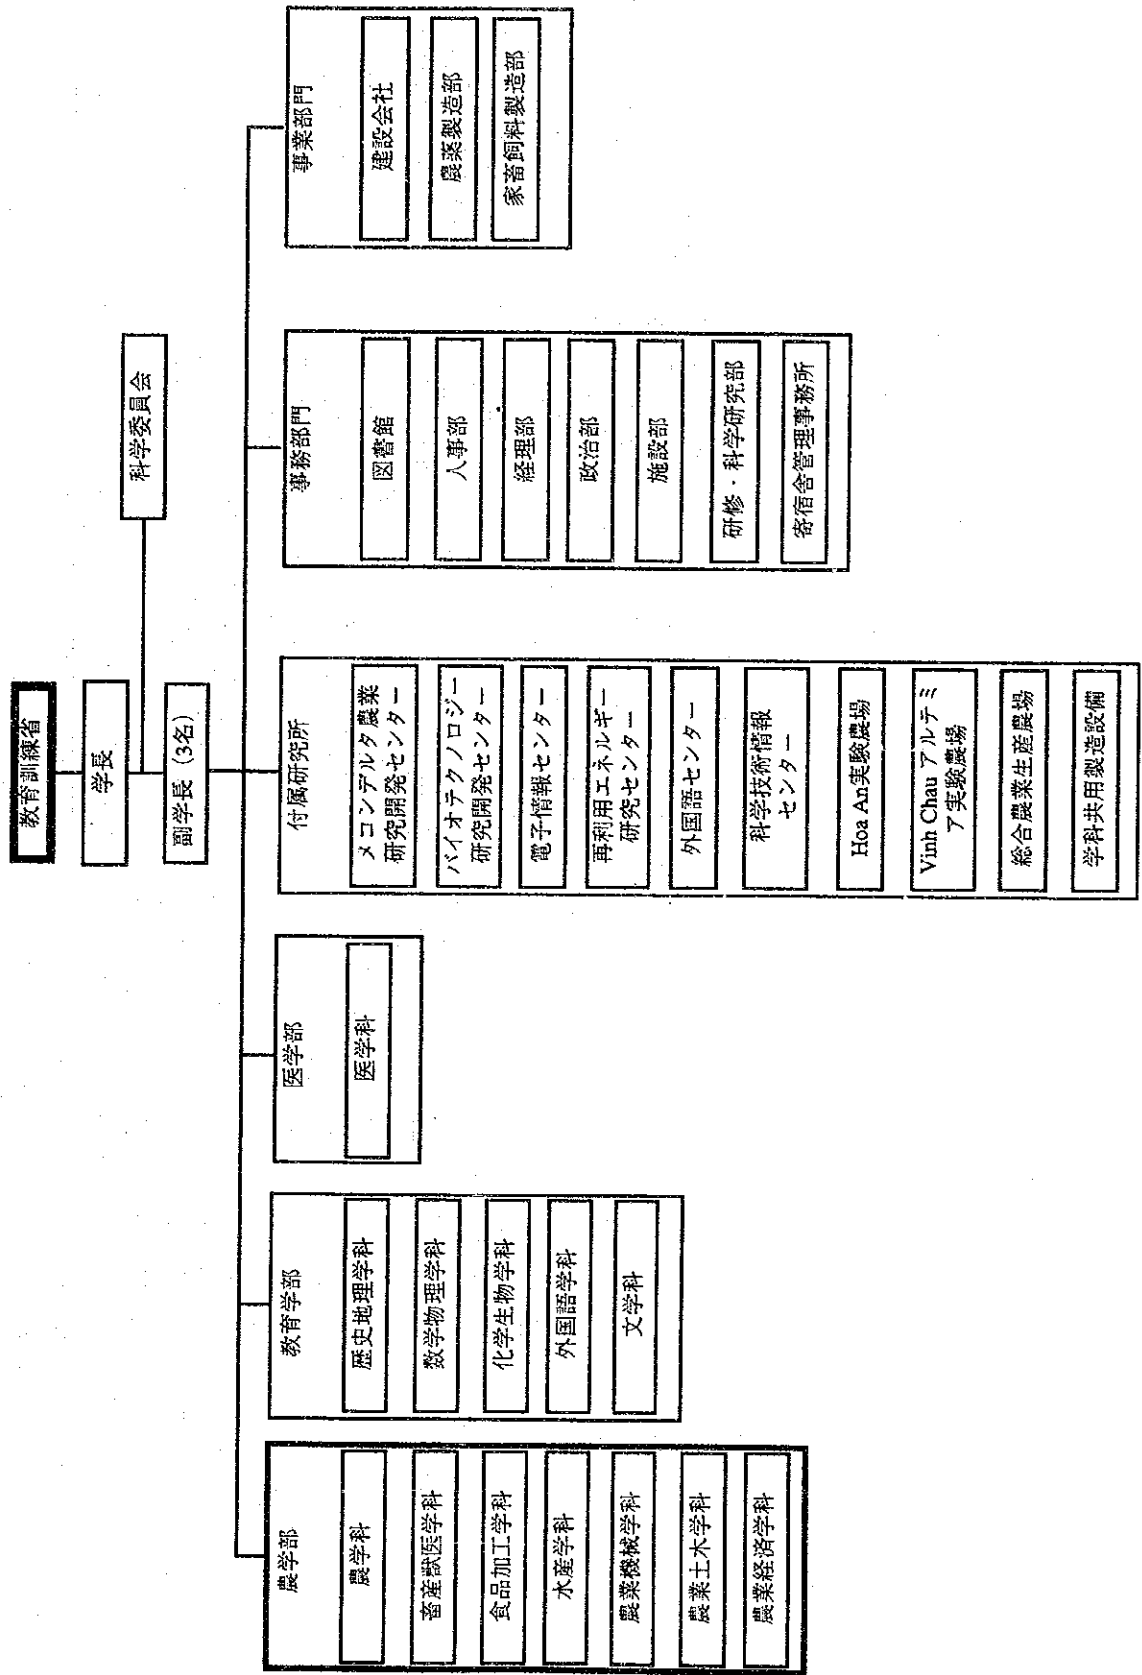 教育訓練省
学長
科学委員会
副学長（3名）
農学部
農学科
畜産獣医学科
食品加工学科
水産学科
農業機械学科
農業土木学科
農業経済学科
教育学部
歴史地理学科
数学物理学科
化学生物学科
外国語学科
文学科
医学部
医学科
付属研究所
メコンデルタ農業
研究開発センター
バイオテクノロジー
研究開発センター
電子情報センター
再利用エネルギー
研究センター
外国語センター
科学技術情報
センター
Hoa An実験農場
Vinh Chau アルテミ
ア実験農場
総合農業生産農場
学科共用製造設備
事務部門
図書館
人事部
経理部
政治部
施設部
研修・科学研究部
寄宿舎管理事務所
事業部門
建設会社
農薬製造部
家畜飼料製造部